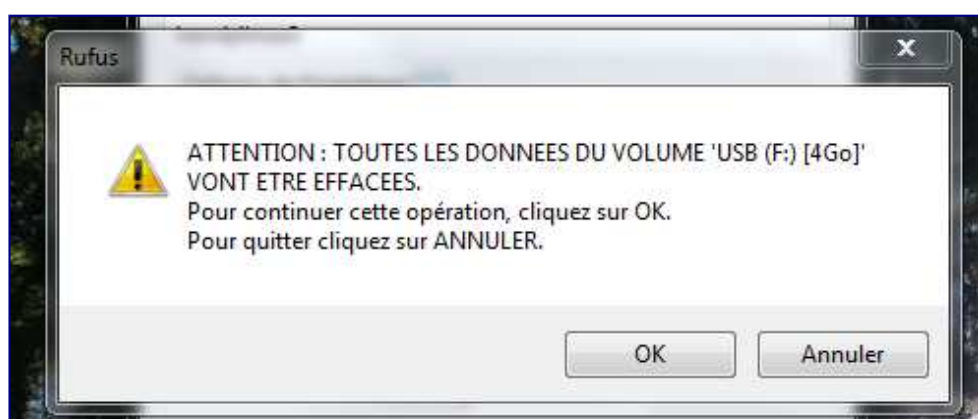 Rufus
ATTENTION : TOUTES LES DONNEES DU VOLUME 'USB (F:) [4Go]'
VONT ETRE EFFACEES.
Pour continuer cette opération, cliquez sur OK.
Pour quitter cliquez sur ANNULER.
OK Annuler